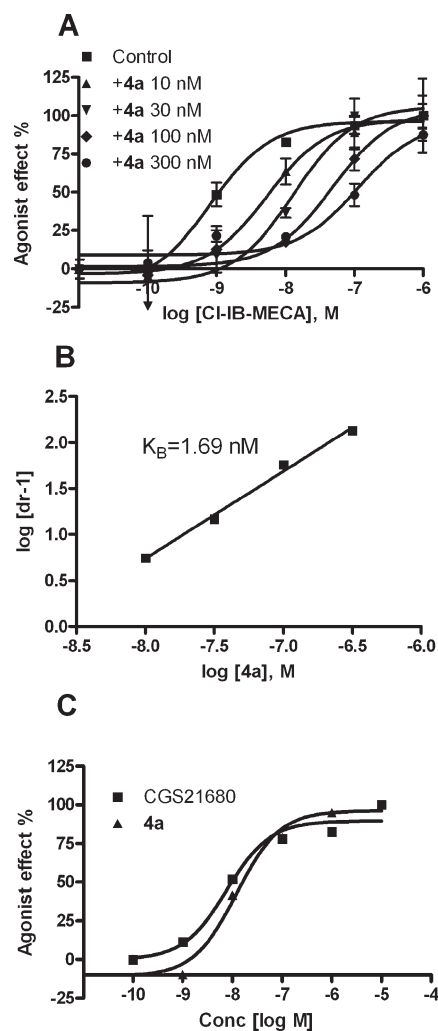 A
Control
+4a 10 nM
+4a 30 nM
+4a 100 nM
+4a 300 nM
125
100
75
50
25
0
-25
-10
-9
-8
-7
-6
Agonist effect %
log [CI-IB-MECA], M
B
2.5
2.0
1.5
1.0
0.5
0.0
KB=1.69 nM
log [dr-1]
-8.5
-8.0
-7.5
-7.0
-6.5
-6.0
log [4a], M
C
125
100
75
50
25
0
-25
CGS21680
4a
Agonist effect %
-10
-9
-8
-7
-6
-5
-4
Conc [log M]